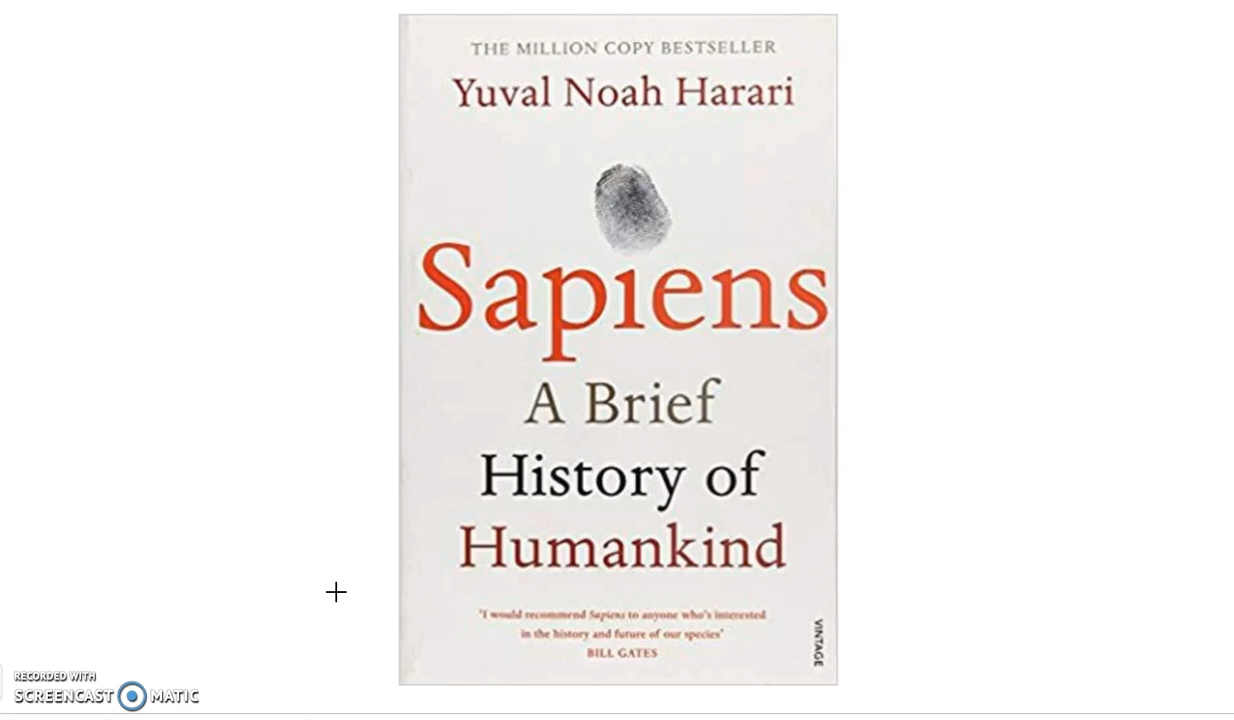 THE MILLION COPY BESTSELLER
Yuval Noah Harari
Sapiens
A Brief
History of
Humankind
'I would recommend Sapiens to anyone who's interested
in the history and future of our species'
BILL GATES
VINTAGE
RECORDED WITH
SCREENCAST MATIC